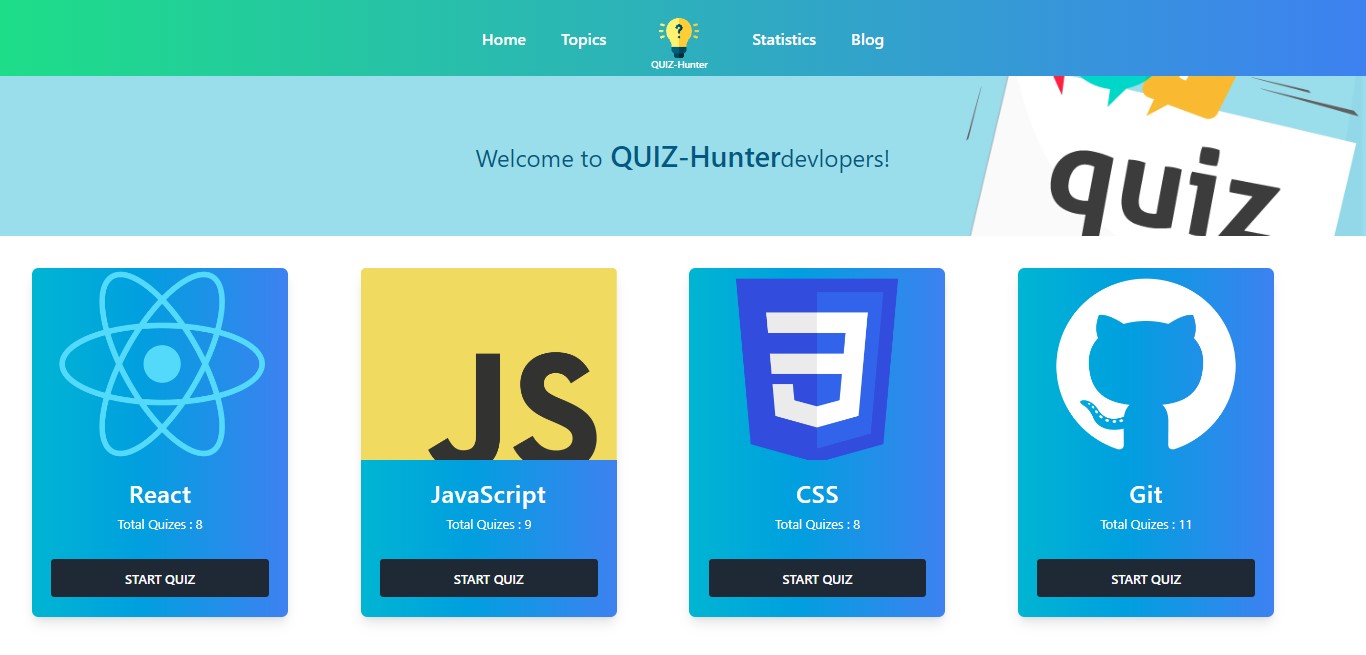 Home Topics QUIZ-Hunter Statistics Blog
Welcome to QUIZ-Hunterdevlopers!
quiz
JS
React
Total Quizes : 8
START QUIZ
JavaScript
Total Quizes : 9
START QUIZ
CSS
Total Quizes : 8
START QUIZ
Git
Total Quizes : 11
START QUIZ